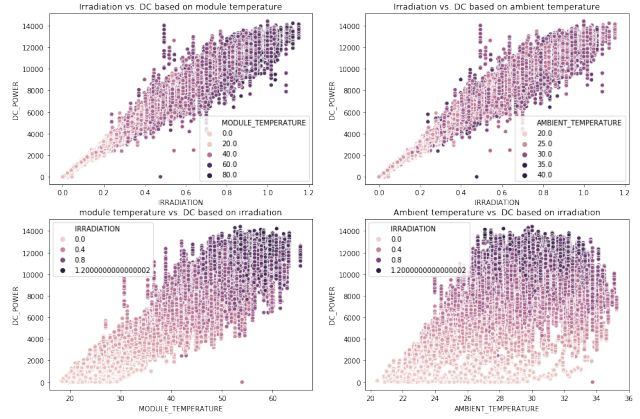 Irradiation vs. DC based on module temperature
DC_POWER
14000
12000
10000
8000
6000
4000
2000
0
MODULE_TEMPERATURE
0.0
20.0
40.0
60.0
80.0
0.0 0.2 0.4 0.6 0.8 1.0 1.2
IRRADIATION
Irradiation vs. DC based on ambient temperature
DC_POWER
14000
12000
10000
8000
6000
4000
2000
0
AMBIENT_TEMPERATURE
20.0
25.0
30.0
35.0
40.0
0.0 0.2 0.4 0.6 0.8 1.0 1.2
IRRADIATION
module temperature vs. DC based on irradiation
DC_POWER
14000
12000
10000
8000
6000
4000
2000
0
IRRADIATION
0.0
0.4
0.8
1.2000000000000002
20 30 40 50 60
MODULE_TEMPERATURE
Ambient temperature vs. DC based on irradiation
DC_POWER
14000
12000
10000
8000
6000
4000
2000
0
IRRADIATION
0.0
0.4
0.8
1.2000000000000002
20 22 24 26 28 30 32 34 36
AMBIENT_TEMPERATURE